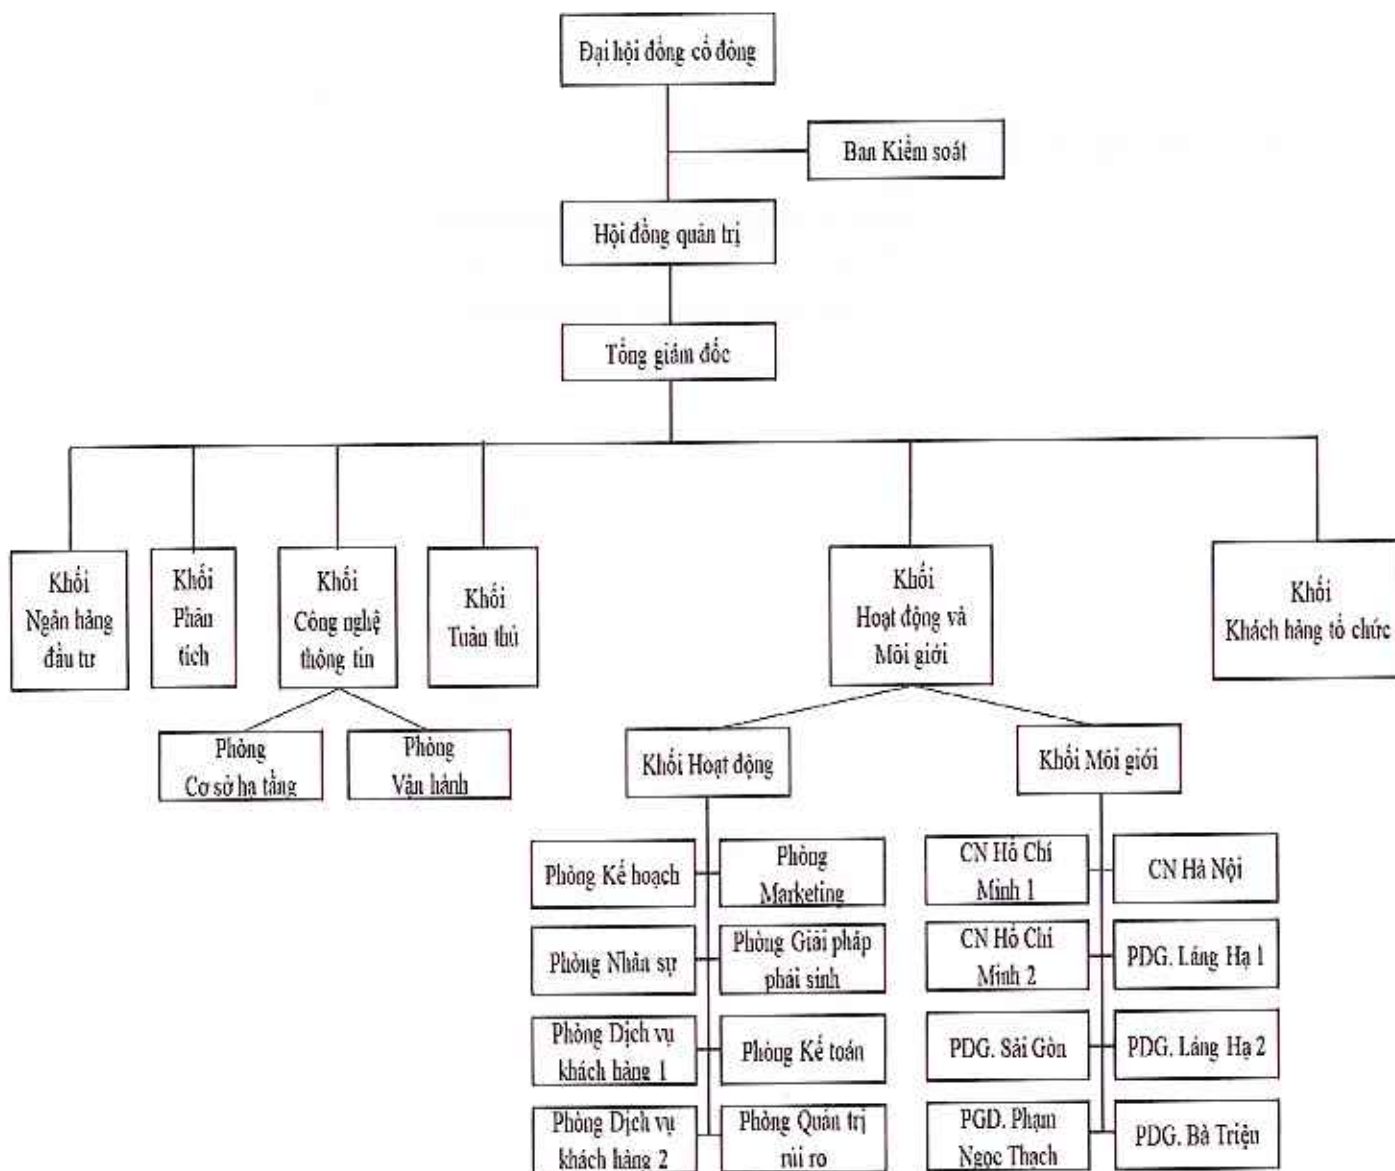 Đại hội đồng cổ đông
Ban Kiểm soát
Hội đồng quản trị
Tổng giám đốc
Khối
Ngân hàng
đầu tư
Khối
Phân
tích
Khối
Công nghệ
thông tin
Khối
Tuân thủ
Khối
Hoạt động và
Môi giới
Khối
Khách hàng tổ chức
Phòng
Cơ sở hạ tầng
Phòng
Vận hành
Khối Hoạt động
Khối Môi giới
Phòng Kế hoạch
Phòng
Marketing
Phòng Nhân sự
Phòng Giải pháp
phái sinh
Phòng Dịch vụ
khách hàng 1
Phòng Kế toán
Phòng Dịch vụ
khách hàng 2
Phòng Quản trị
rủi ro
CN Hồ Chí
Minh 1
CN Hà Nội
CN Hồ Chí
Minh 2
PDG. Láng Hạ 1
PDG. Sài Gòn
PDG. Láng Hạ 2
PGD. Phạm
Ngọc Thạch
PDG. Bà Triệu